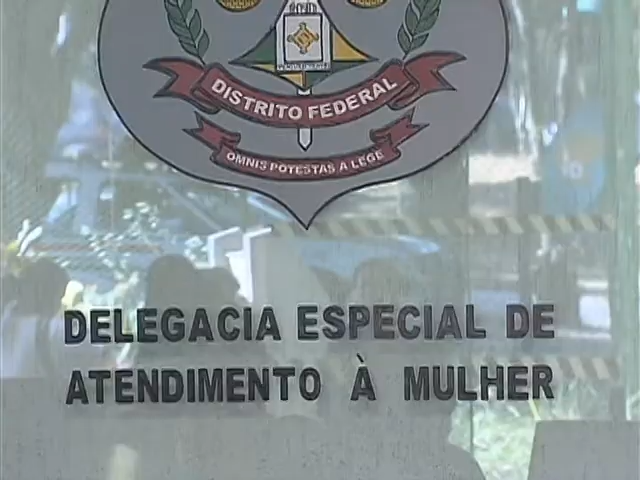 DISTRITO FEDERAL
OMNIS POTESTAS A LEGE
DELEGACIA ESPECIAL DE
ATENDIMENTO À MULHER